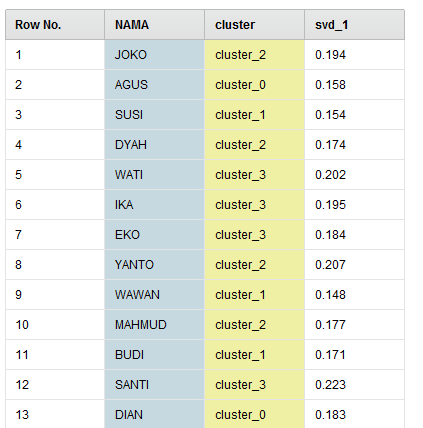 Row No. NAMA cluster svd_1
1 JOKO cluster_2 0.194
2 AGUS cluster_0 0.158
3 SUSI cluster_1 0.154
4 DYAH cluster_2 0.174
5 WATI cluster_3 0.202
6 IKA cluster_3 0.195
7 EKO cluster_3 0.184
8 YANTO cluster_2 0.207
9 WAWAN cluster_1 0.148
10 MAHMUD cluster_2 0.177
11 BUDI cluster_1 0.171
12 SANTI cluster_3 0.223
13 DIAN cluster_0 0.183